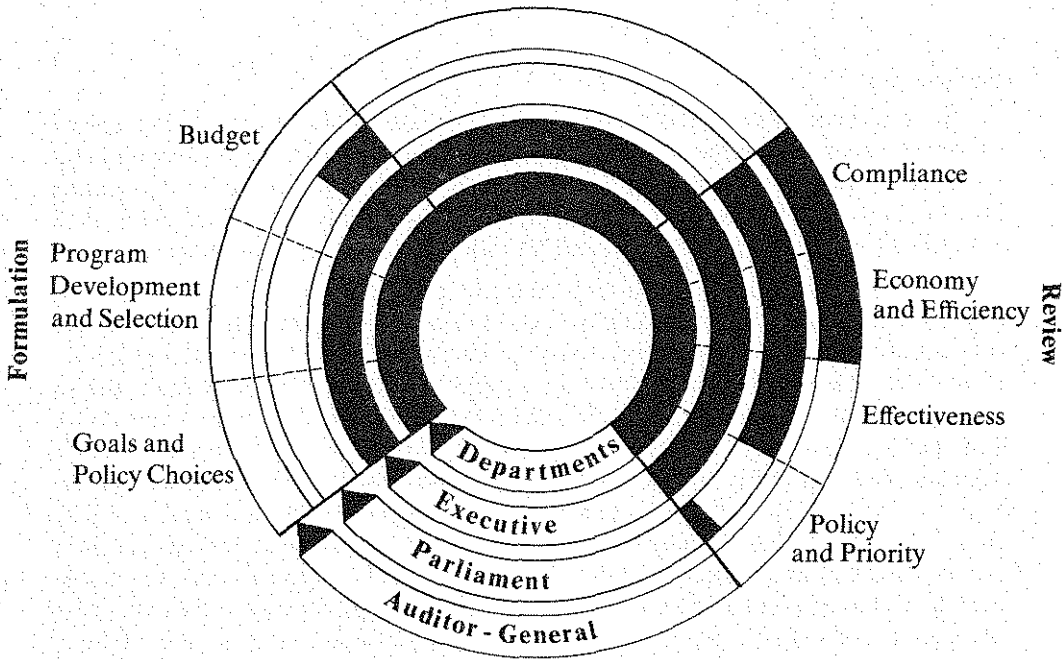 Budget
Program
Development
and Selection
Goals and
Policy Choices
Formulation
Compliance
Economy
and Efficiency
Effectiveness
Policy
and Priority
Review
Departments
Executive
Parliament
Auditor-General